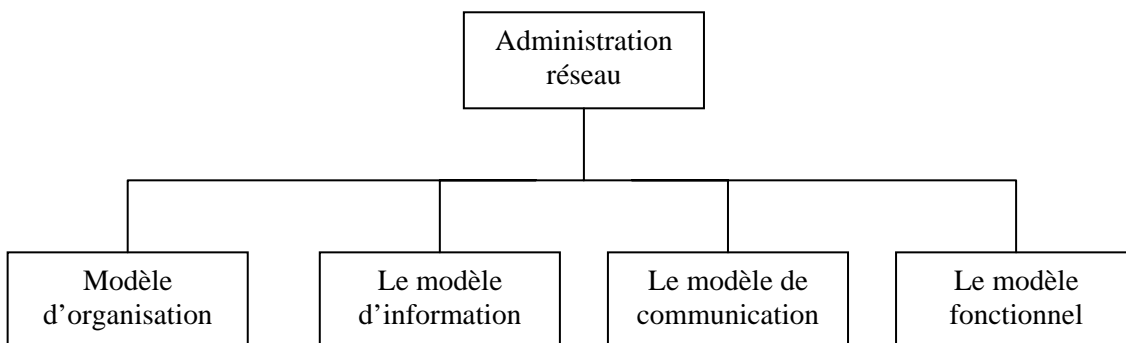 Administration
réseau
Modèle
d’organisation
Le modèle
d’information
Le modèle de
communication
Le modèle
fonctionnel